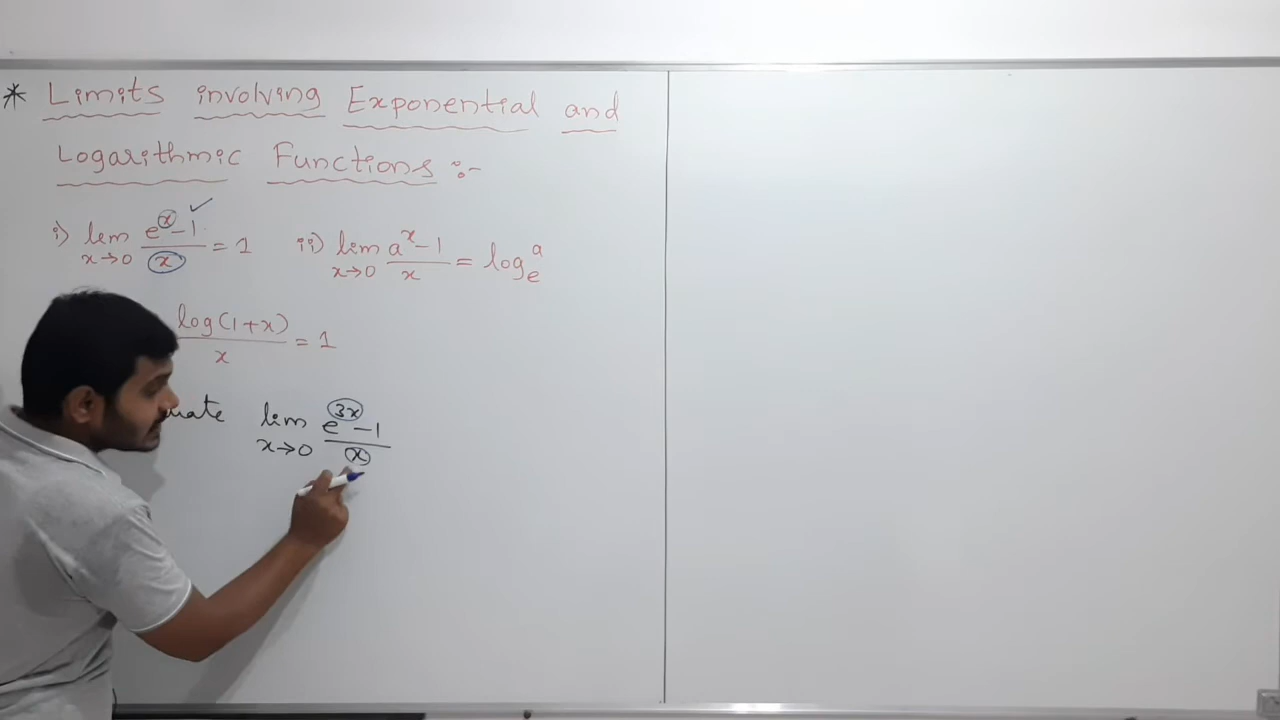 * Limits involving Exponential and
Logarithmic Functions :-
i) lim x→0 (e^x - 1)/x = 1 ✓ ii) lim x→0 (a^x - 1)/x = log_e a
log(1+x)/x = 1
lim x→0 (e^3x - 1)/x